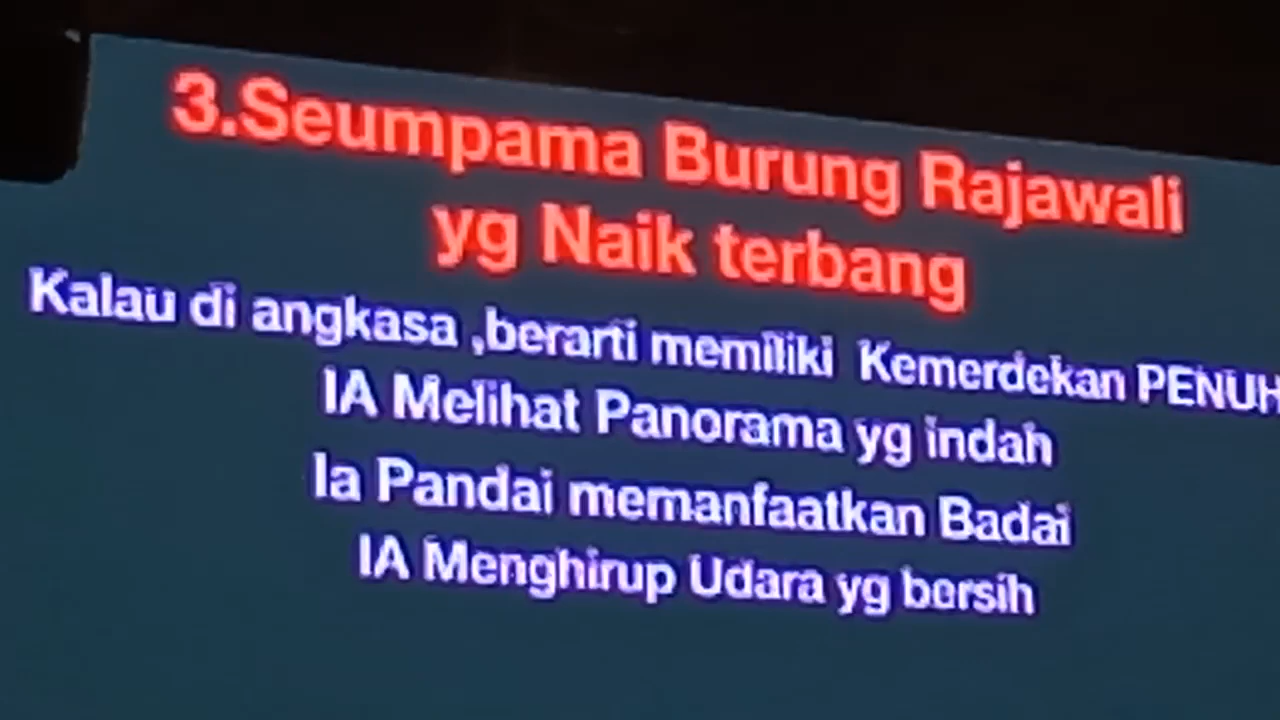 3.Seumpama Burung Rajawali
yg Naik terbang
Kalau di angkasa ,berarti memiliki Kemerdekan PENUH
IA Melihat Panorama yg indah
Ia Pandai memanfaatkan Badai
IA Menghirup Udara yg bersih